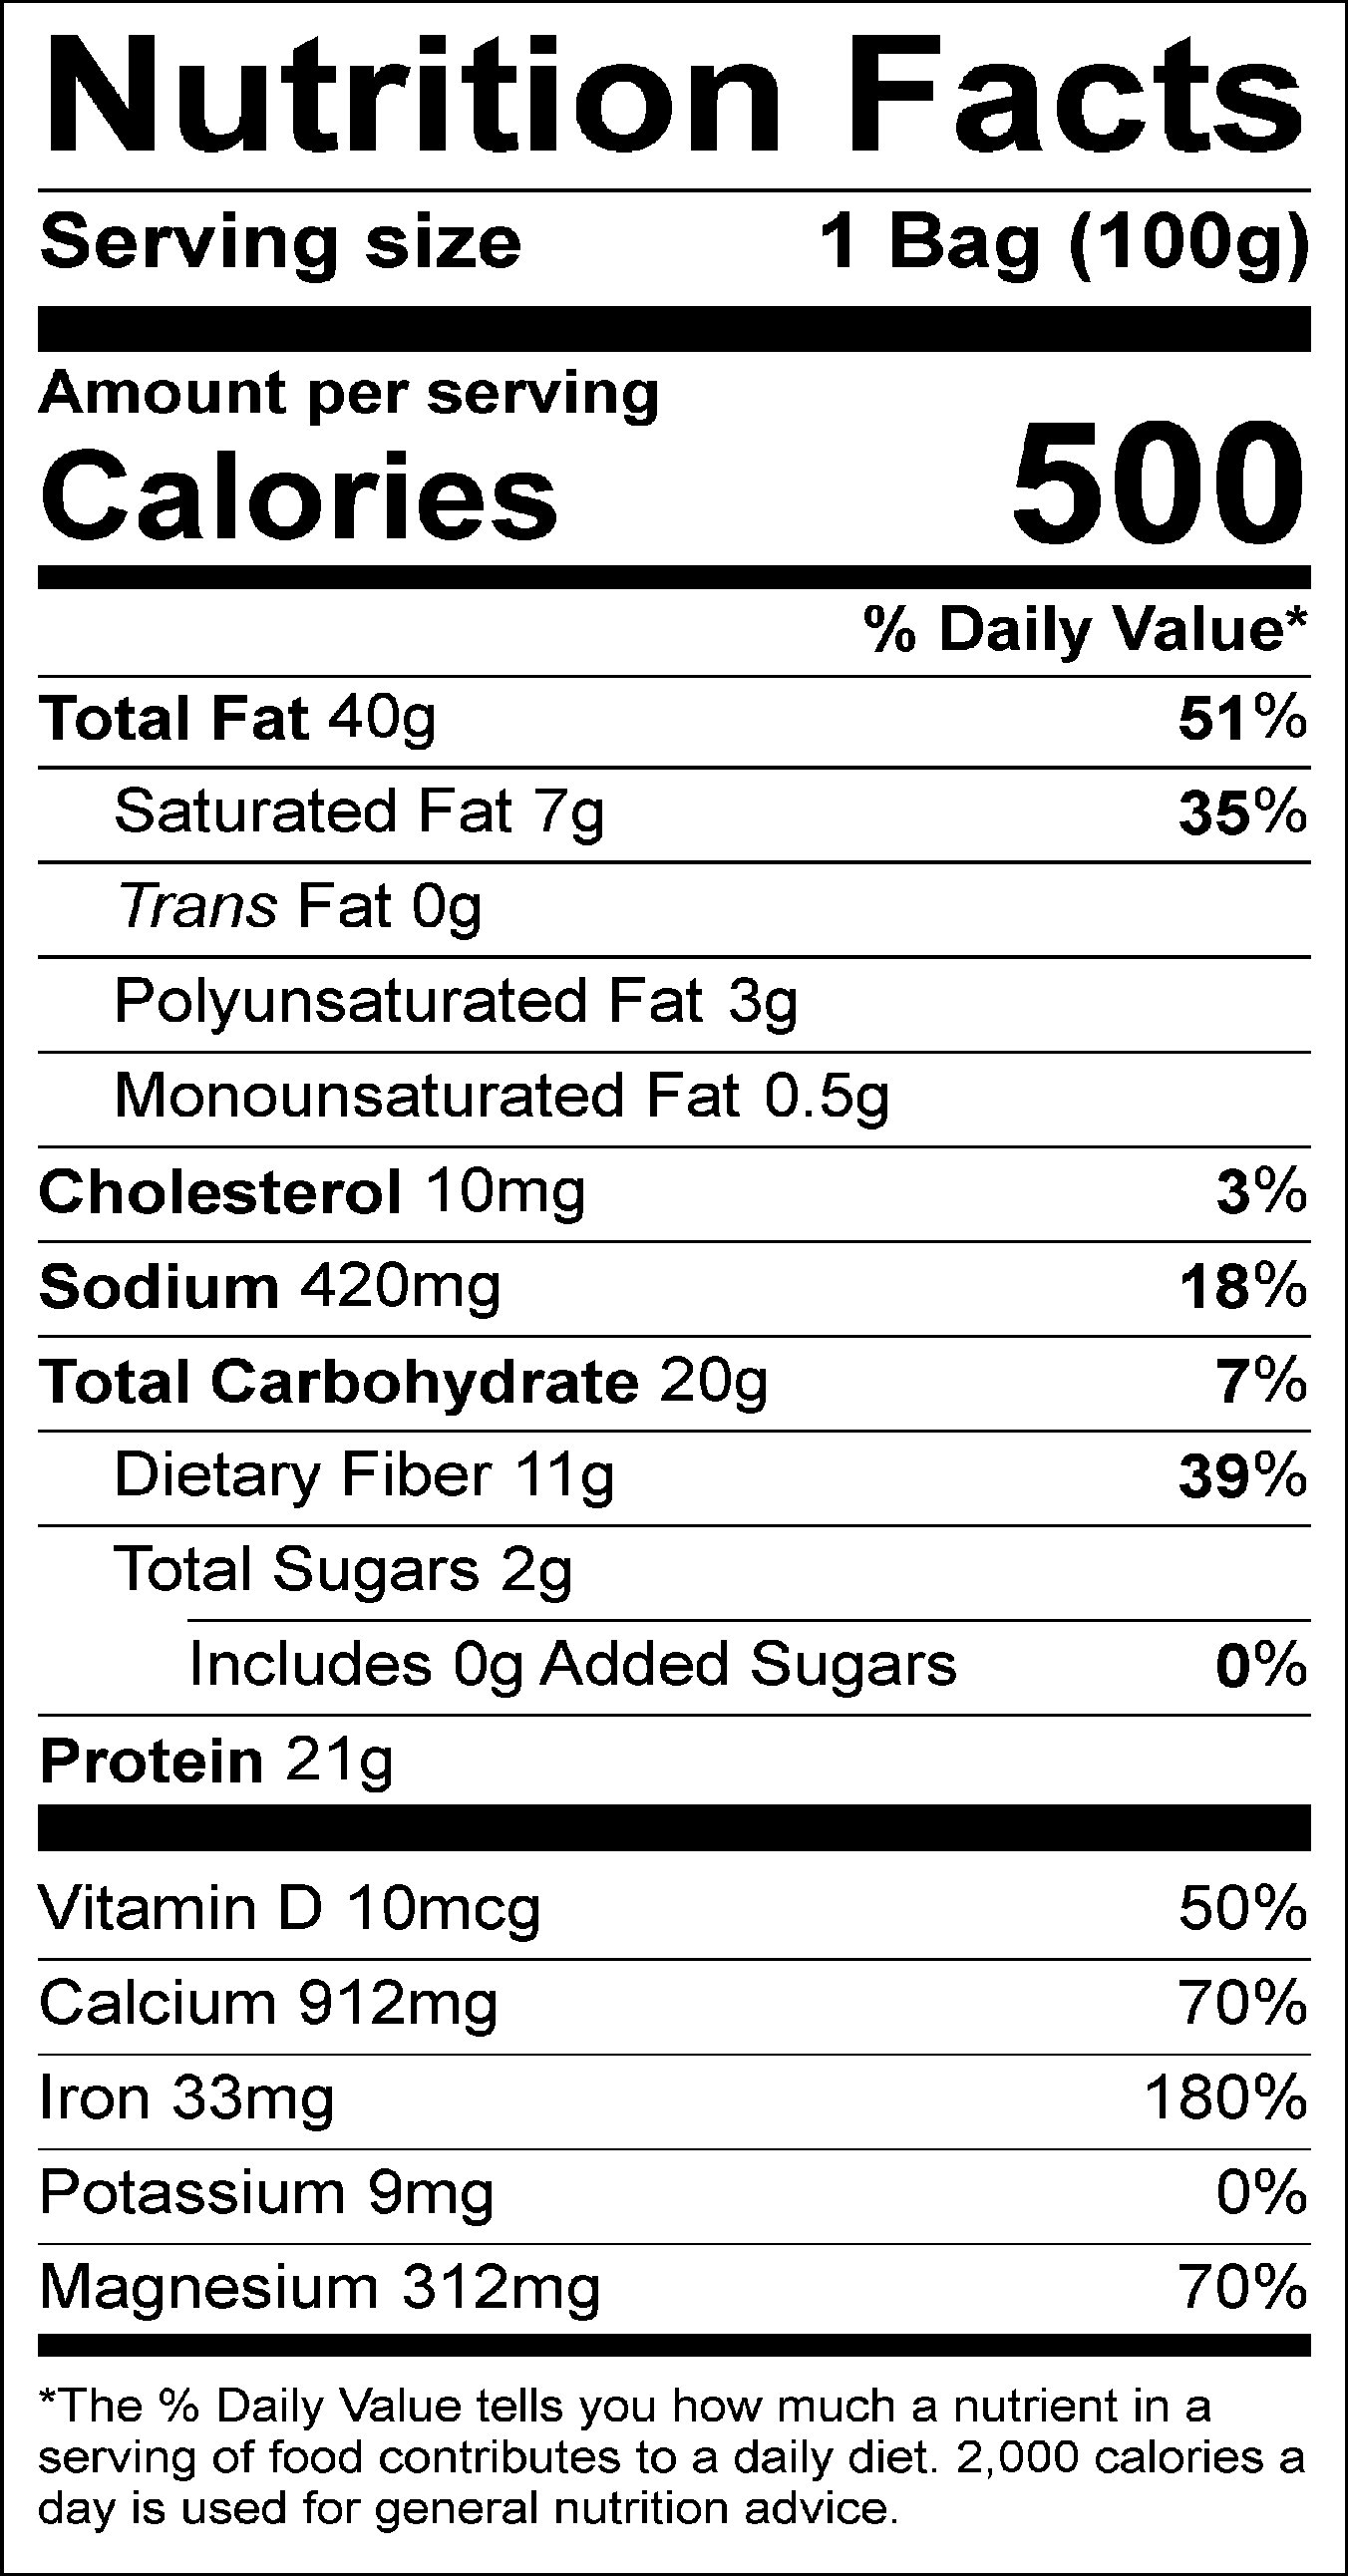 Nutrition Facts
Serving size 1 Bag (100g)
Amount per serving
Calories 500
% Daily Value*
Total Fat 40g 51%
Saturated Fat 7g 35%
Trans Fat 0g
Polyunsaturated Fat 3g
Monounsaturated Fat 0.5g
Cholesterol 10mg 3%
Sodium 420mg 18%
Total Carbohydrate 20g 7%
Dietary Fiber 11g 39%
Total Sugars 2g
Includes 0g Added Sugars 0%
Protein 21g
Vitamin D 10mcg 50%
Calcium 912mg 70%
Iron 33mg 180%
Potassium 9mg 0%
Magnesium 312mg 70%
*The % Daily Value tells you how much a nutrient in a
serving of food contributes to a daily diet. 2,000 calories a
day is used for general nutrition advice.